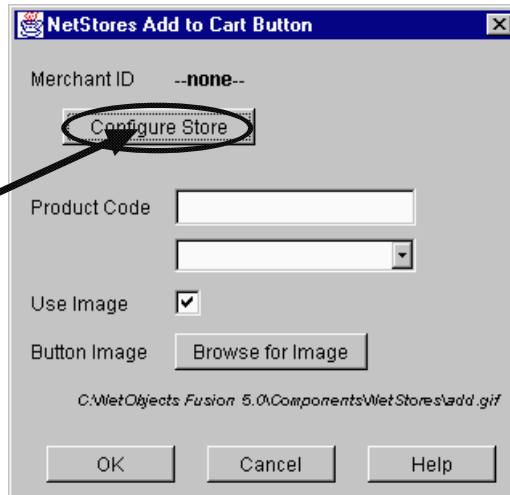 NetStores Add to Cart Button
Merchant ID --none--
Configure Store
Product Code
Use Image
Button Image Browse for Image
C:\NetObjects Fusion 5.0\Components\NetStores\add.gif
OK Cancel Help